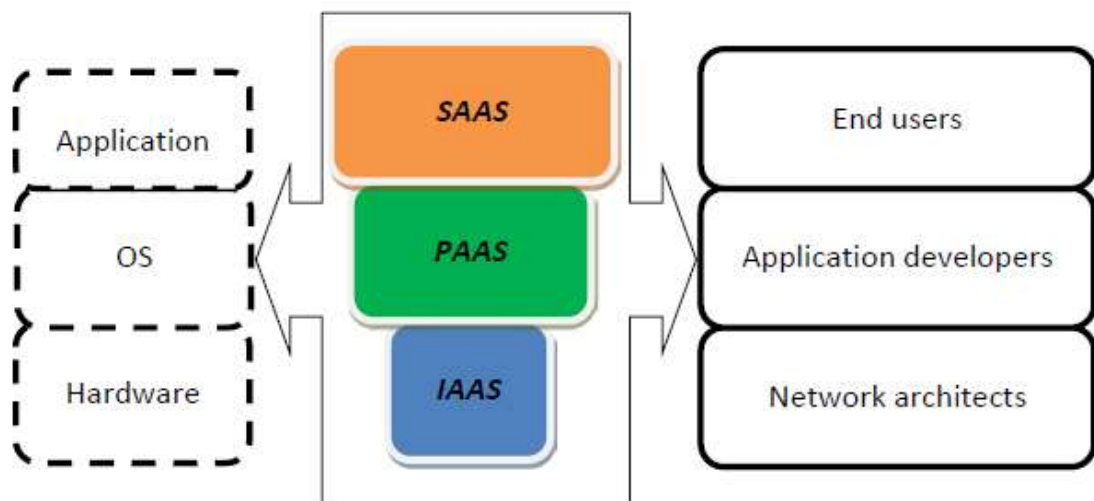 Application
OS
Hardware
SAAS
PAAS
IAAS
End users
Application developers
Network architects